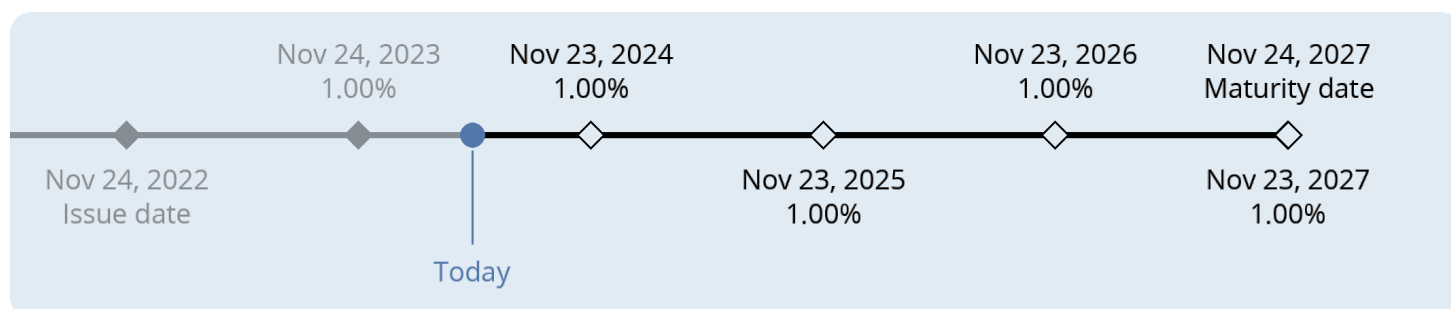 Nov 24, 2023
1.00%
Nov 23, 2024
1.00%
Nov 23, 2026
1.00%
Nov 24, 2027
Maturity date
Nov 24, 2022
Issue date
Nov 23, 2025
1.00%
Nov 23, 2027
1.00%
Today